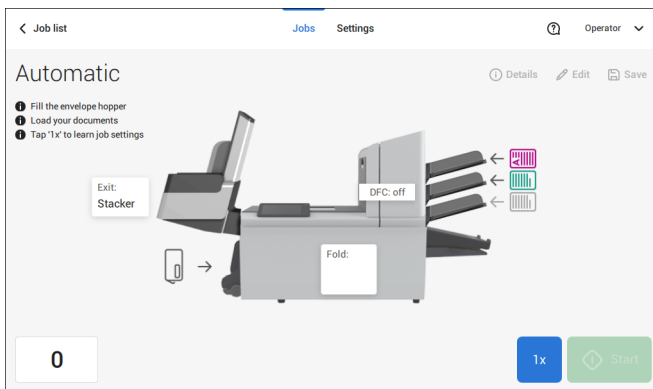 Job list
Jobs
Settings
Operator
Automatic
Details
Edit
Save
Fill the envelope hopper
Load your documents
Tap '1x' to learn job settings
Exit:
Stacker
DFC: off
Fold:
0
1x
Start